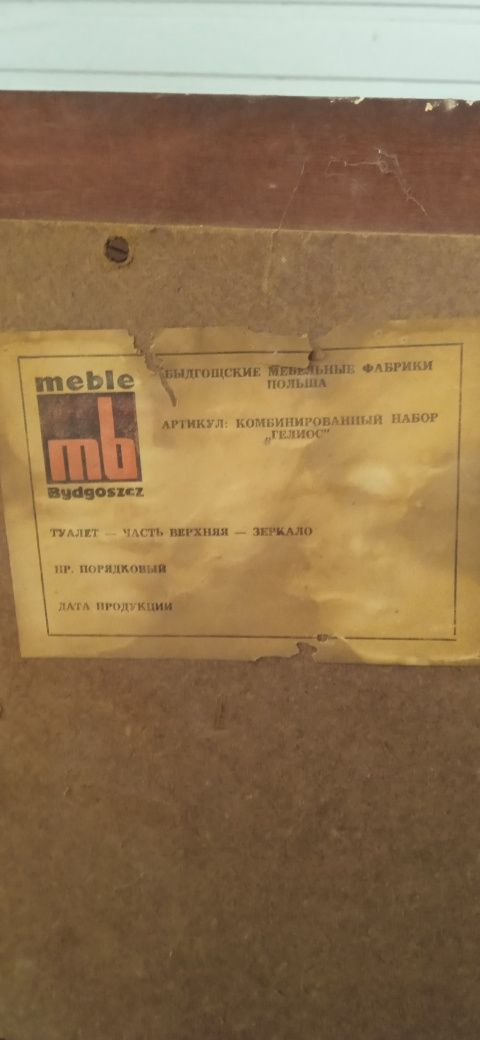 meble
mb
Bydgoszcz
БЫДГОЩСКИЕ МЕБЕЛЬНЫЕ ФАБРИКИ
ПОЛЬША
АРТИКУЛ: КОМБИНИРОВАННЫЙ НАБОР
„ГЕЛИОС"
ТУАЛЕТ — ЧАСТЬ ВЕРХНЯЯ — ЗЕРКАЛО
НР. ПОРЯДКОВЫЙ
ДАТА ПРОДУКЦИИ